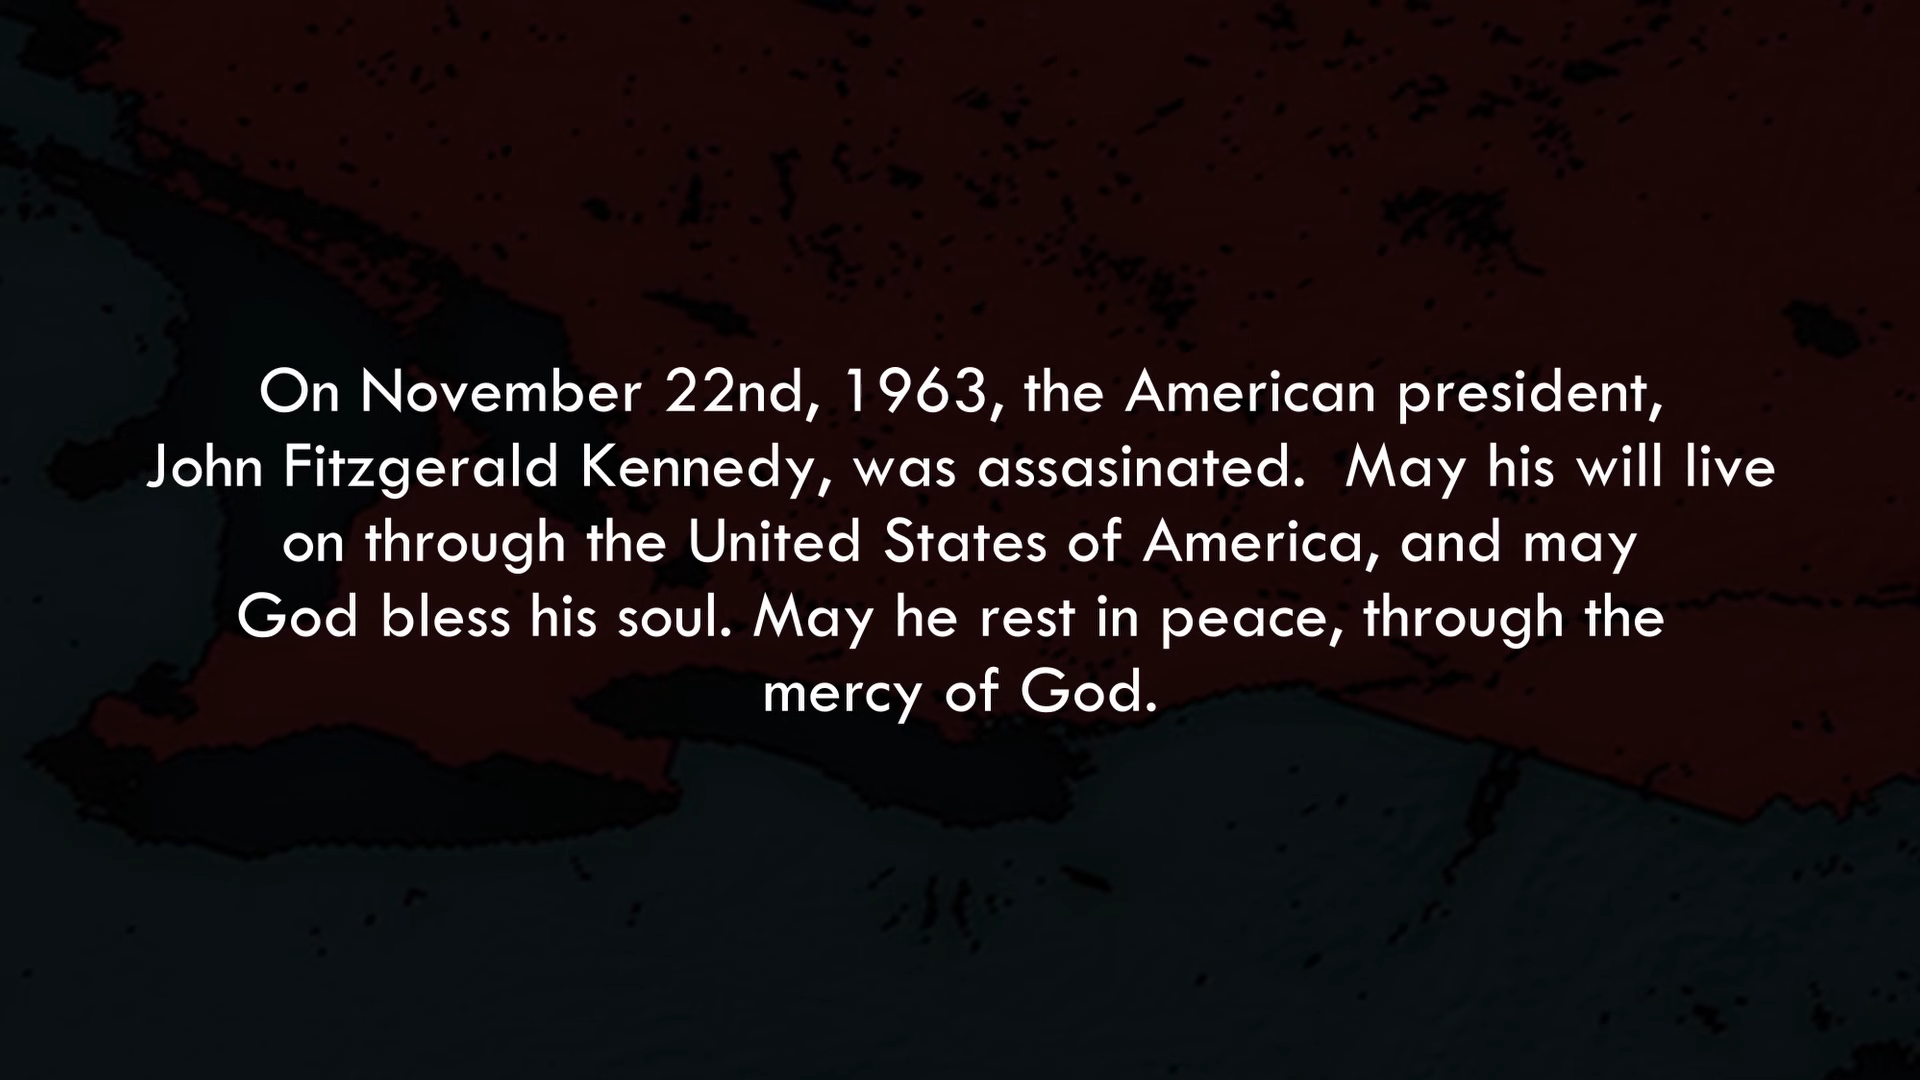 On November 22nd, 1963, the American president,
John Fitzgerald Kennedy, was assasinated.  May his will live
on through the United States of America, and may
God bless his soul. May he rest in peace, through the
mercy of God.